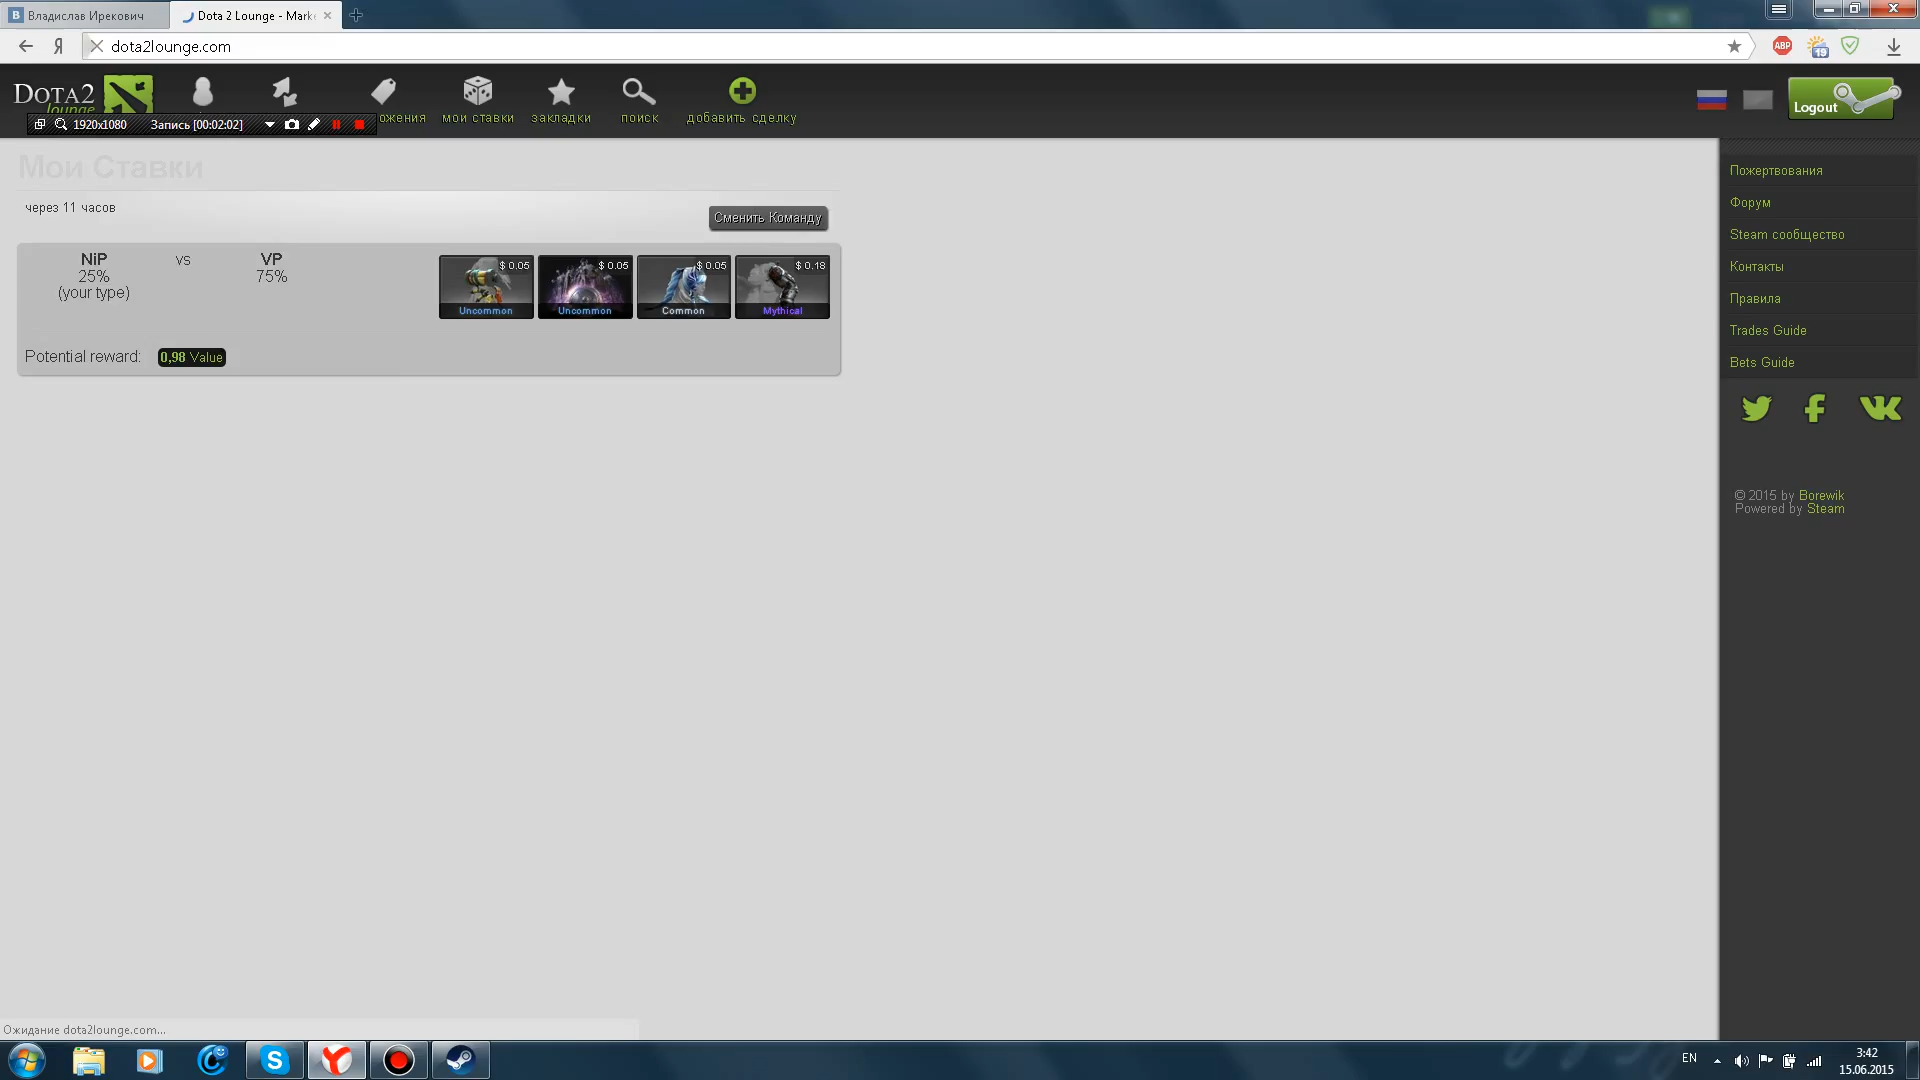 Владислав Ирекович
Dota 2 Lounge - Mark
Я
dota2lounge.com
ABP
19
DOTA2
lounge
ожения
мои ставки
закладки
поиск
добавить сделку
Logout
1920x1080
Запись [00:02:02]
Мои Ставки
через 11 часов
Сменить Команду
NiP
25%
(your type)
vs
VP
75%
$ 0.05
Uncommon
$ 0.05
Uncommon
$ 0.05
Common
$ 0.18
Mythical
Potential reward:
0,98 Value
Пожертвования
Форум
Steam сообщество
Контакты
Правила
Trades Guide
Bets Guide
© 2015 by Borewik
Powered by Steam
Ожидание dota2lounge.com...
EN
3:42
15.06.2015